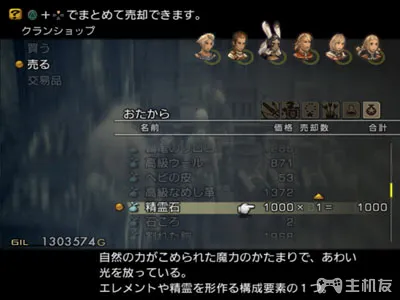 でまとめて売却できます。
クランショップ
買う
売る
交易品
おたから
名前 価格 売却数 合計
高級ウール 871
ヘビの皮 53
高級なめし革 1372
精霊石 1000× 1= 1000
石ころ 2
GIL 1303574G
自然の力がこめられた魔力のかたまりで、あわい
光を放っている。
エレメントや精霊を形作る構成要素の1つ
主机友